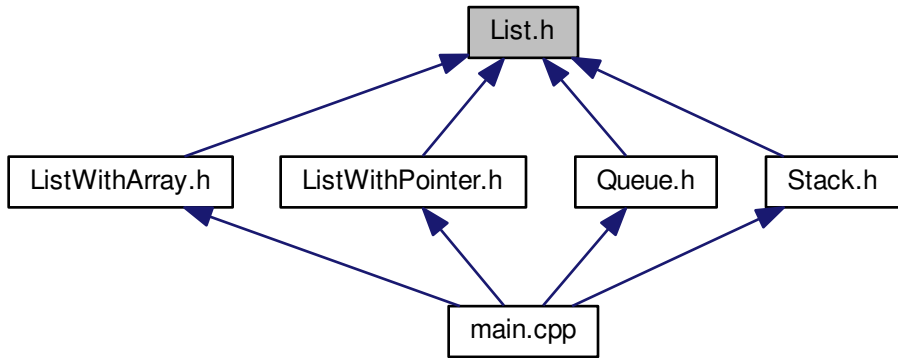 List.h
ListWithArray.h
ListWithPointer.h
Queue.h
Stack.h
main.cpp